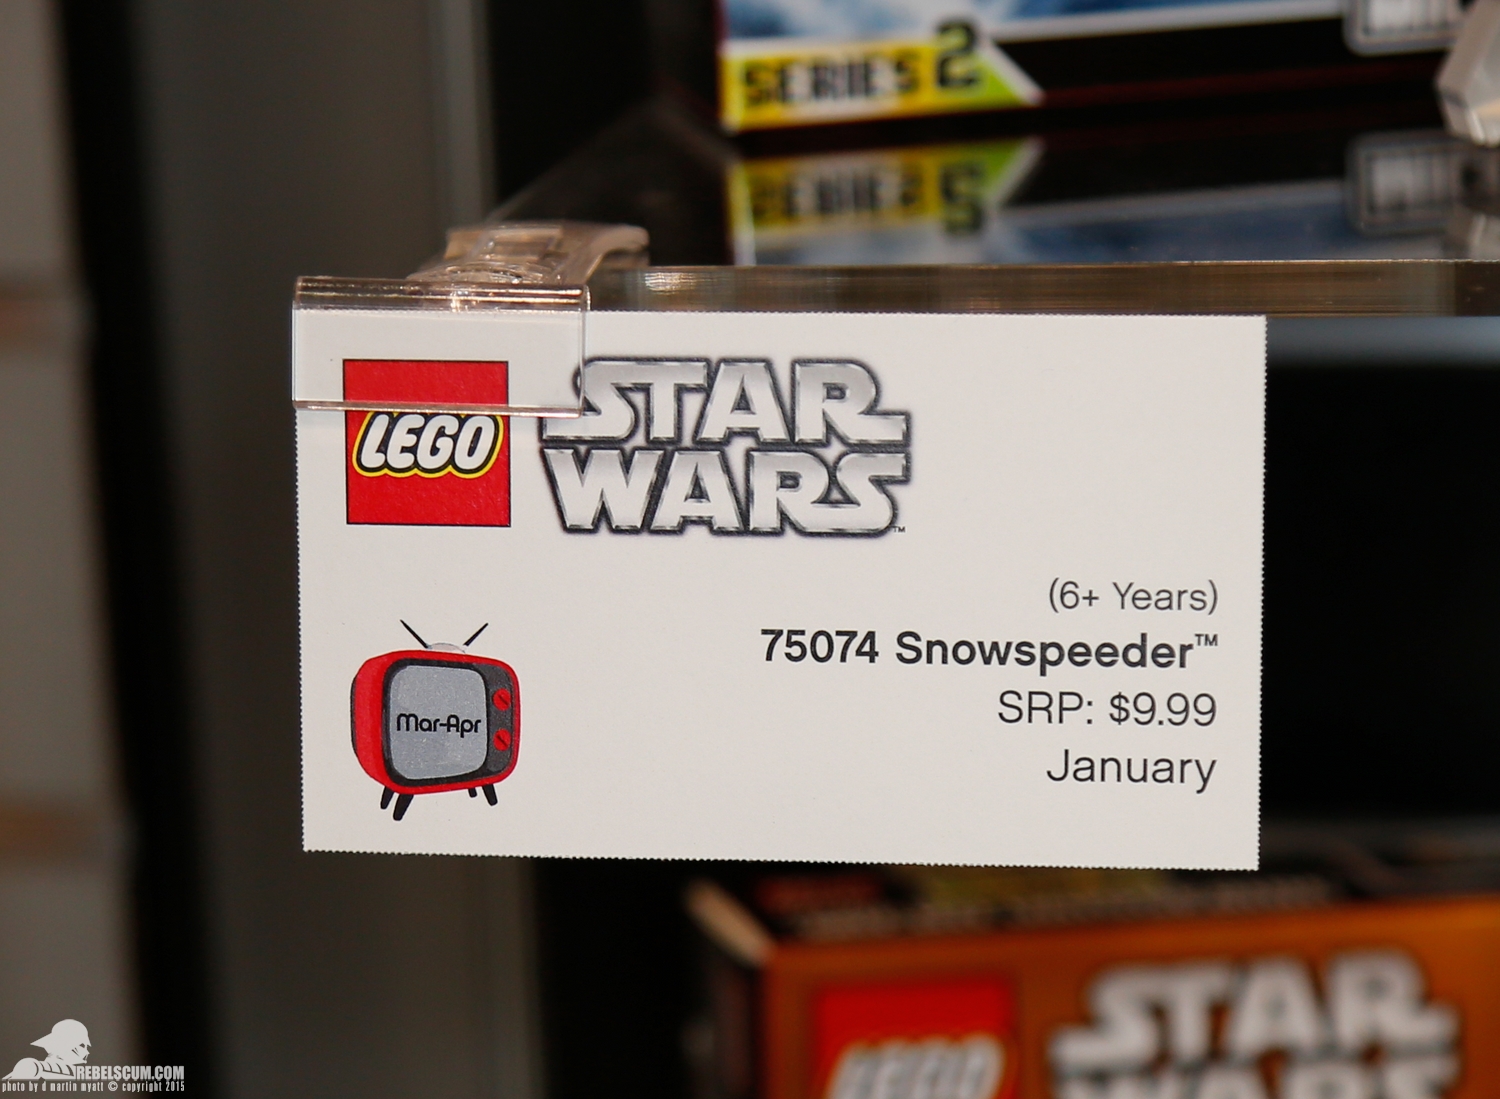 SERIES 2
LEGO
STAR
WARS™
(6+ Years)
75074 Snowspeeder™
SRP: $9.99
January
Mar-Apr
LEGO
STAR
WARS
REBELSCUM.COM
photo by d martin myatt © copyright 2015